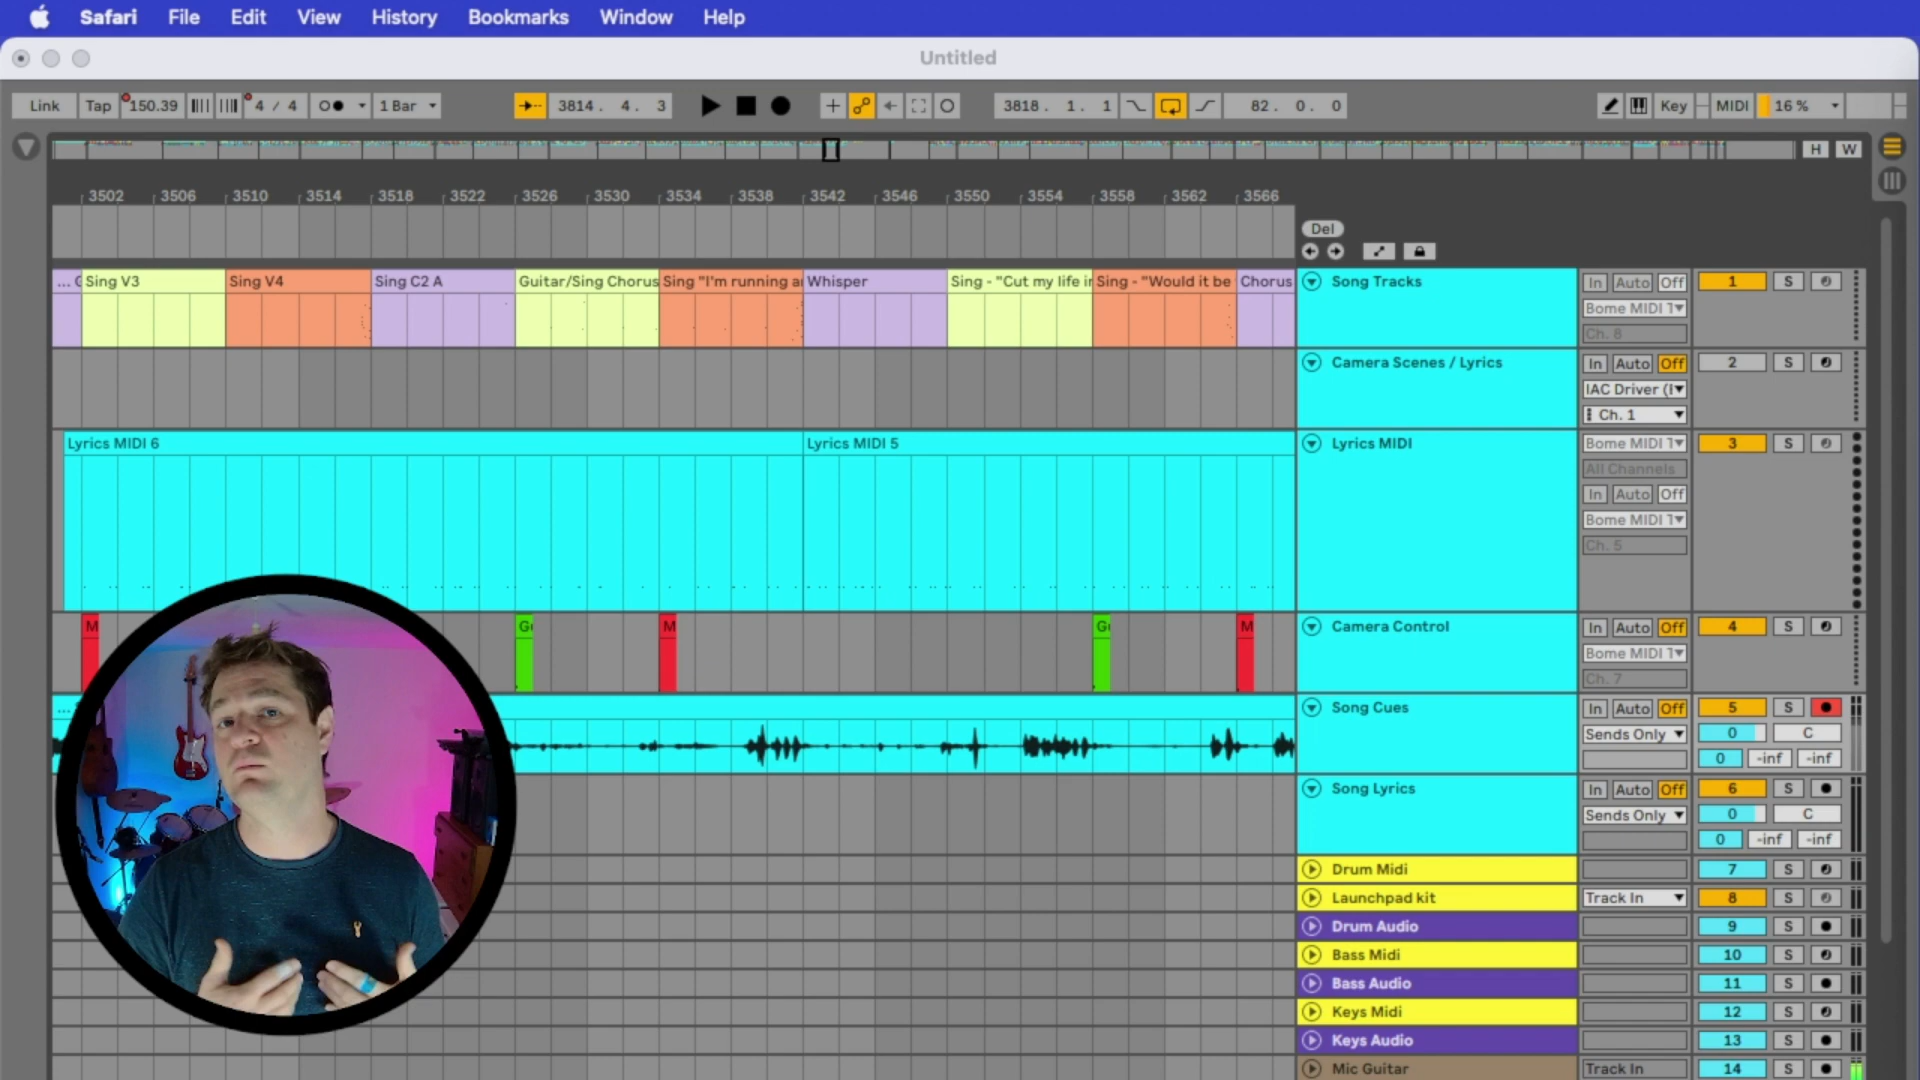 Safari File Edit View History Bookmarks Window Help
Untitled
Link Tap 150.39 4 / 4 1 Bar 3814. 4. 3 3818. 1. 1 82. 0. 0 Key MIDI 16 %
H W
3502 3506 3510 3514 3518 3522 3526 3530 3534 3538 3542 3546 3550 3554 3558 3562 3566
Del
... Sing V3 Sing V4 Sing C2 A Guitar/Sing Chorus Sing "I'm running a Whisper Sing - "Cut my life i Sing - "Would it be Chorus
Song Tracks In Auto Off 1 S
Bome MIDI T
Ch. 8
Camera Scenes / Lyrics In Auto Off 2 S
IAC Driver (I
Ch. 1
Lyrics MIDI 6 Lyrics MIDI 5 Lyrics MIDI Bome MIDI T 3 S
All Channels
In Auto Off
Bome MIDI T
Ch. 5
M G M G M Camera Control In Auto Off 4 S
Bome MIDI T
Ch. 7
... Song Cues In Auto Off 5 S
Sends Only 0 C
0 -inf -inf
Song Lyrics In Auto Off 6 S
Sends Only 0 C
0 -inf -inf
Drum Midi 7 S
Launchpad kit Track In 8 S
Drum Audio 9 S
Bass Midi 10 S
Bass Audio 11 S
Keys Midi 12 S
Keys Audio 13 S
Mic Guitar Track In 14 S